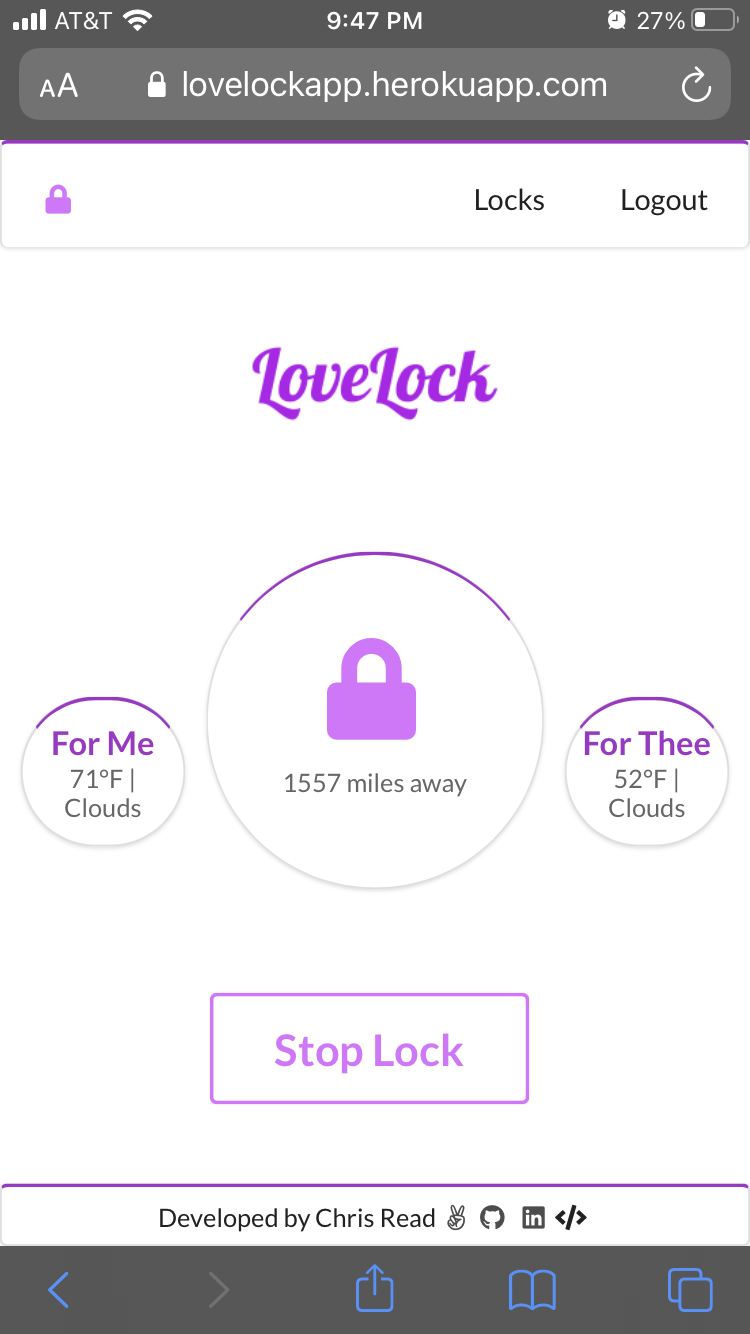 AT&T 9:47 PM 27%
AA lovelockapp.herokuapp.com
Locks Logout
LoveLock
For Me
71°F |
Clouds
1557 miles away
For Thee
52°F |
Clouds
Stop Lock
Developed by Chris Read